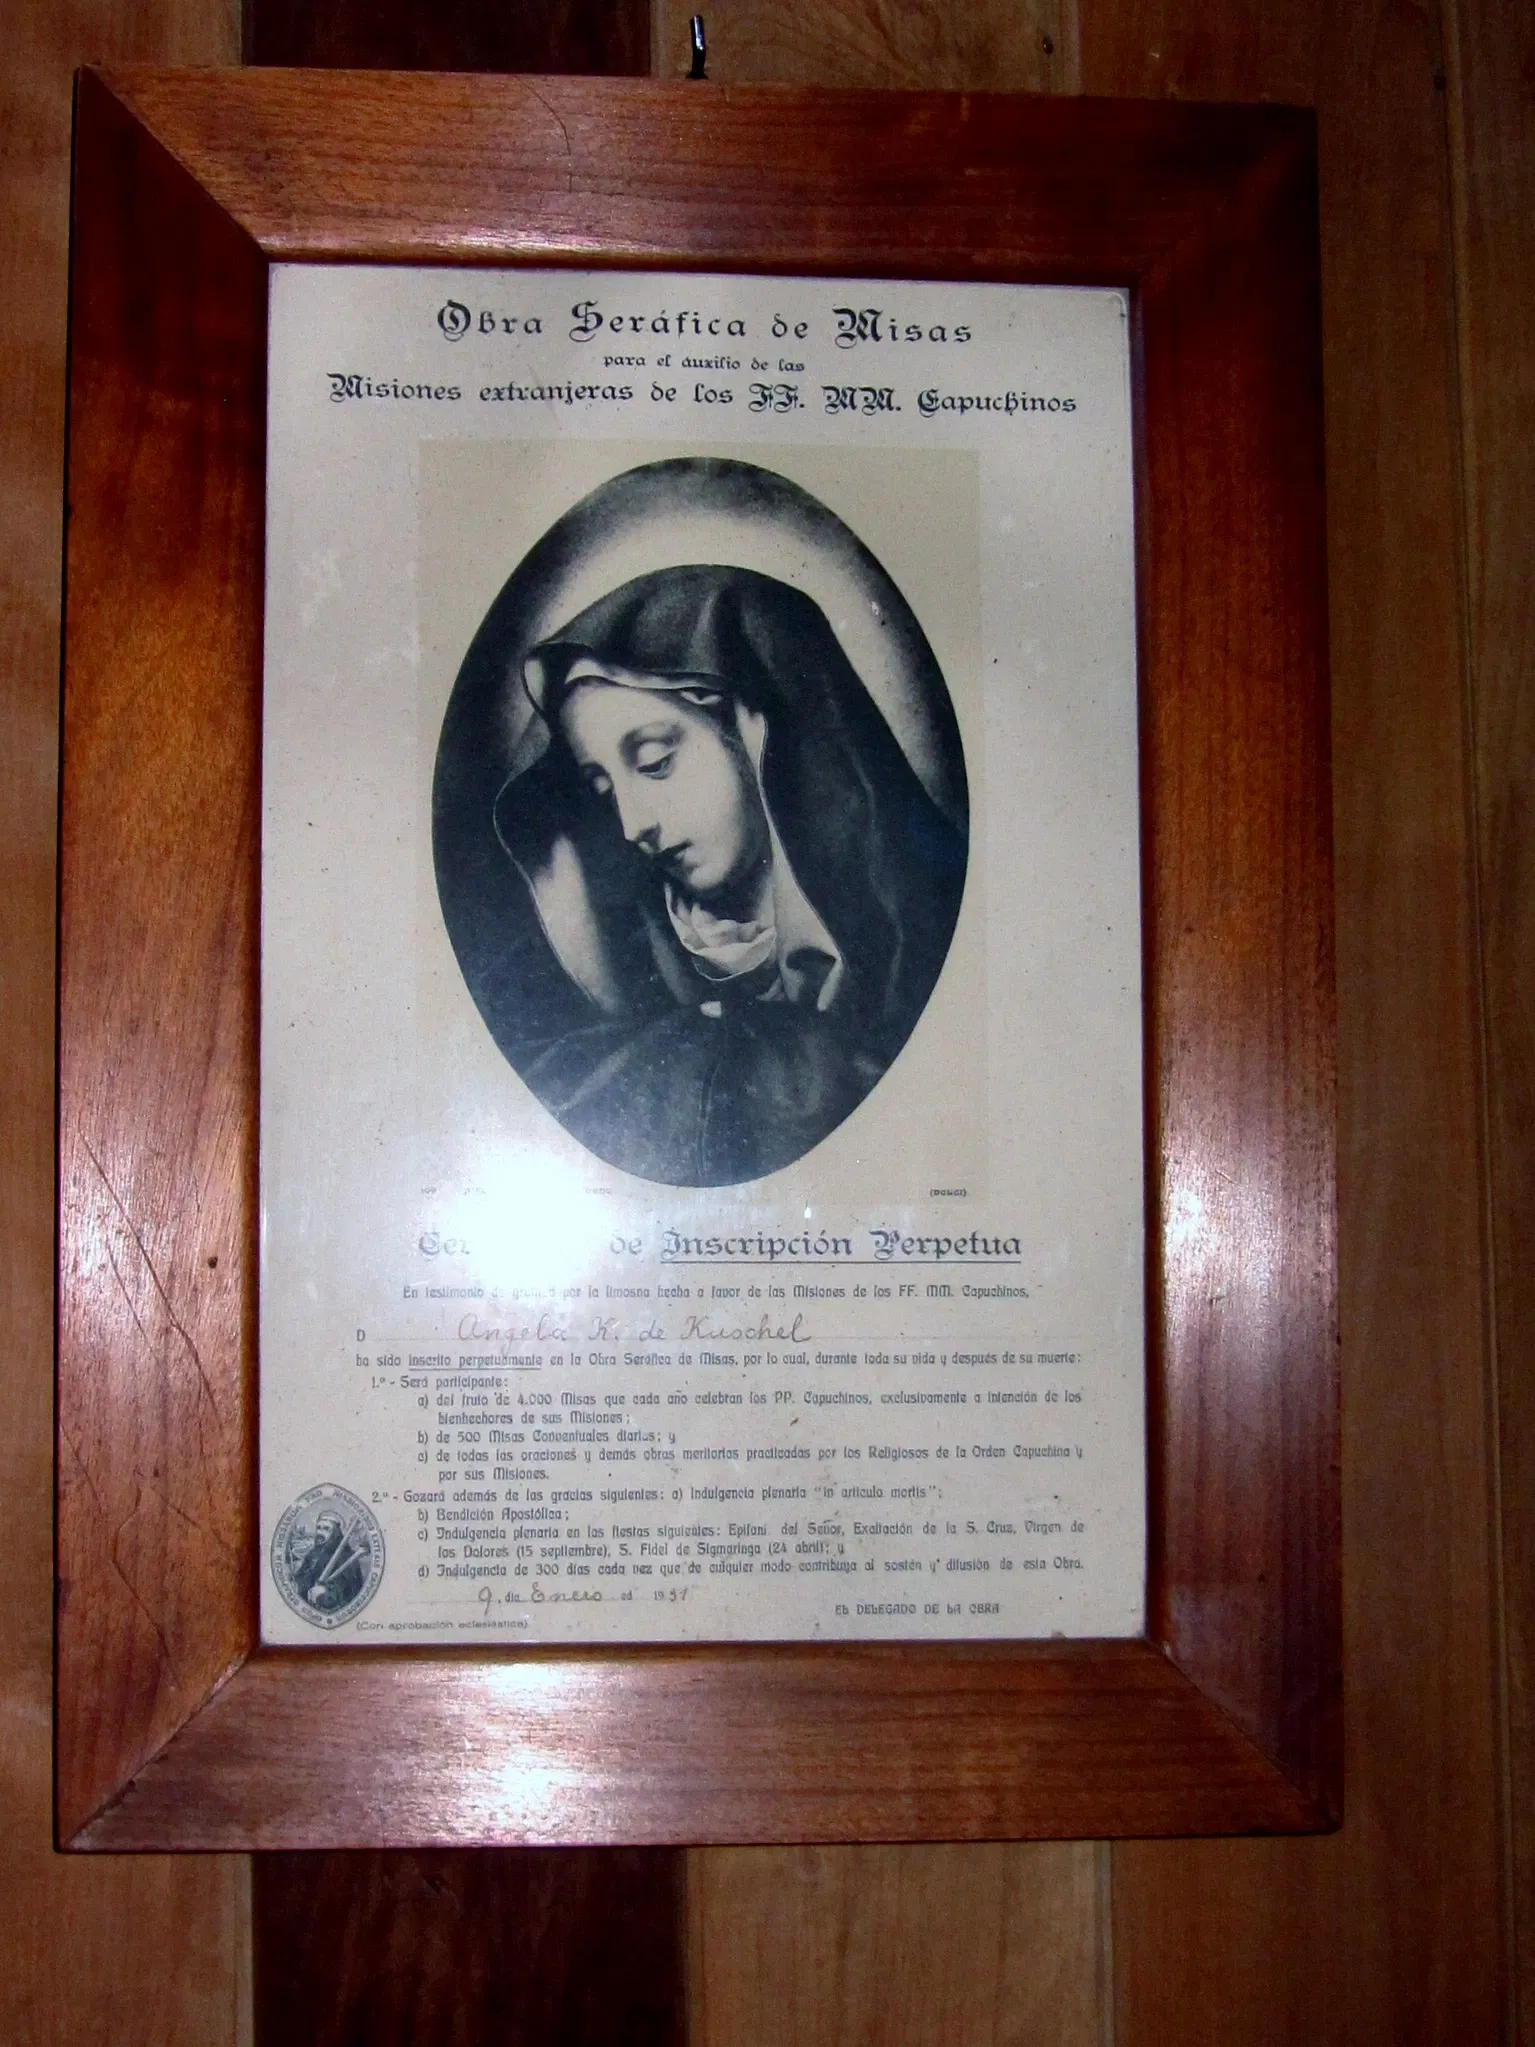 Obra Seráfica de Misas
para el auxilio de las
Misiones extranjeras de los FF. MM. Capuchinos
(DOLCI)
de Inscripción Perpetua
En testimonio de gratitud por la limosna hecha a favor de las Misiones de los FF. MM. Capuchinos,
D Angela K. de Kuschel
ha sido inscrito perpetuamente en la Obra Seráfica de Misas, por lo cual, durante toda su vida y después de su muerte:
1.º - Será participante:
a) del fruto de 4.000 Misas que cada año celebran los PP. Capuchinos, exclusivamente a intención de los
bienhechores de sus Misiones;
b) de 500 Misas Conventuales diarias; y
c) de todas las oraciones y demás obras meritorias practicadas por los Religiosos de la Orden Capuchina y
por sus Misiones.
2.º - Gozará además de las gracias siguientes: a) Indulgencia plenaria "in articulo mortis";
b) Bendición Apostólica;
c) Indulgencia plenaria en las fiestas siguientes: Epifaní del Señor, Exaltación de la S. Cruz, Virgen de
los Dolores (15 septiembre), S. Fidel de Sigmaringa (24 abril); y
d) Indulgencia de 300 días cada vez que de cualquier modo contribuya al sostén y difusión de esta Obra.
9. día Enero ed 1931
EL DELEGADO DE LA OBRA
(Con aprobación eclesiástica)